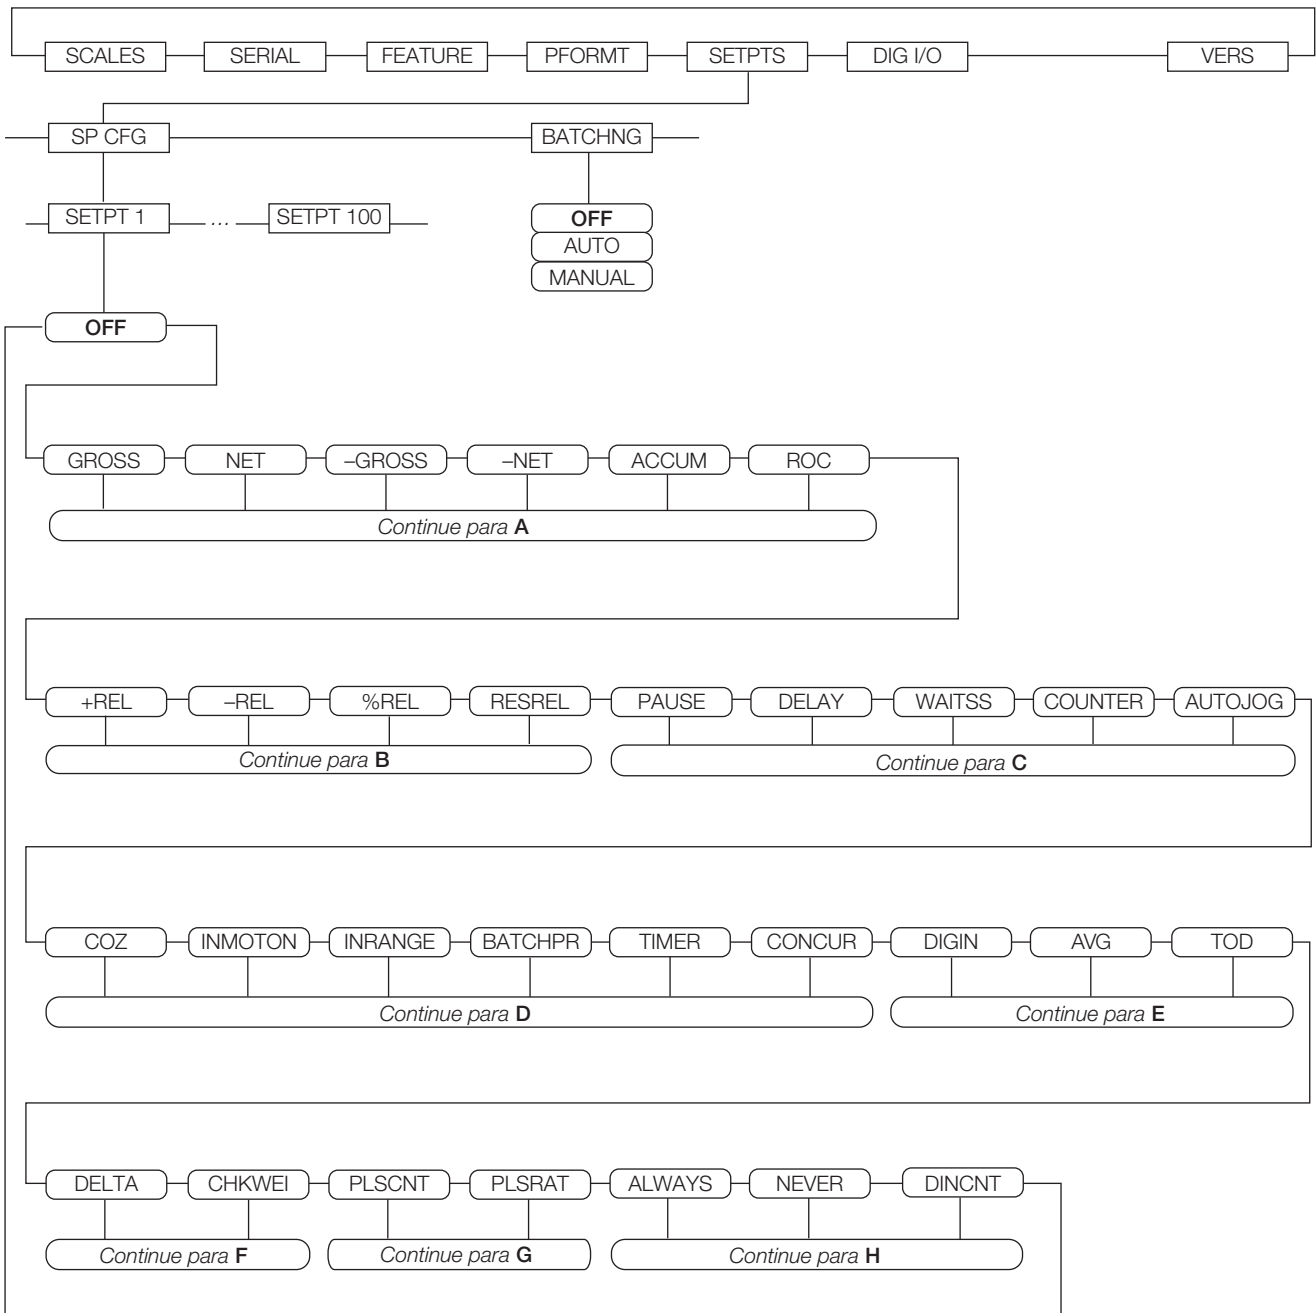 SCALES SERIAL FEATURE PFORMT SETPTS DIG I/O VERS
SP CFG BATCHNG
SETPT 1 ... SETPT 100 OFF
AUTO
MANUAL
OFF
GROSS NET –GROSS –NET ACCUM ROC
Continue para A
+REL –REL %REL RESREL PAUSE DELAY WAITSS COUNTER AUTOJOG
Continue para B Continue para C
COZ INMOTON INRANGE BATCHPR TIMER CONCUR DIGIN AVG TOD
Continue para D Continue para E
DELTA CHKWEI PLSCNT PLSRAT ALWAYS NEVER DINCNT
Continue para F Continue para G Continue para H